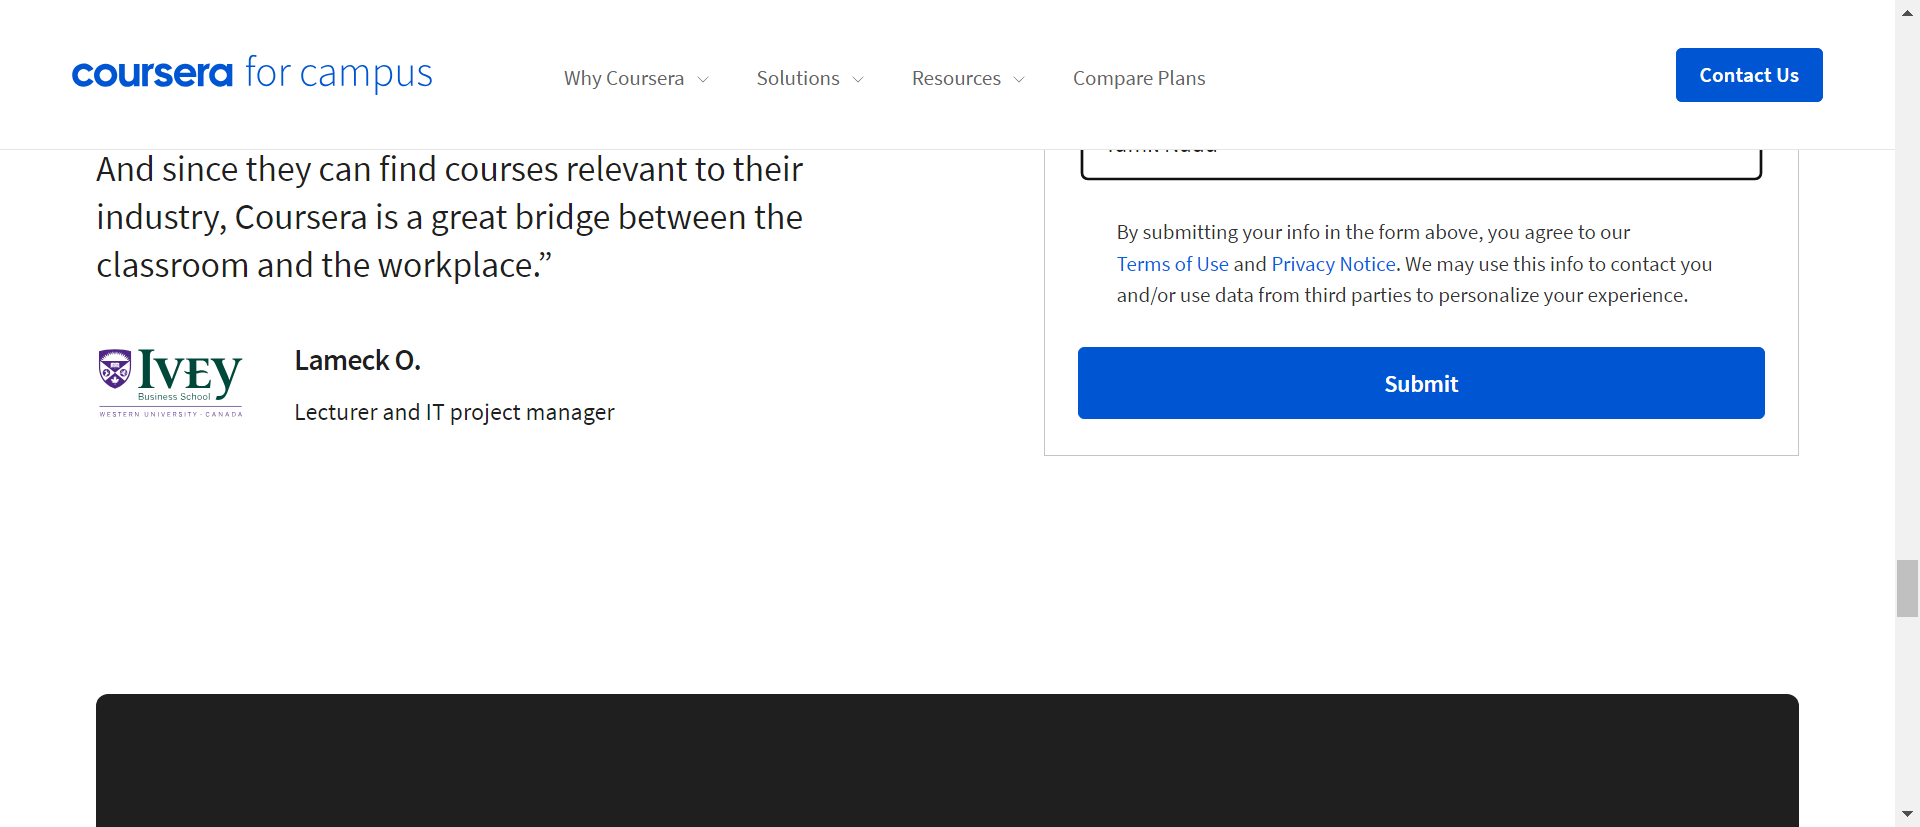 coursera for campus
Why Coursera
Solutions
Resources
Compare Plans
Contact Us
And since they can find courses relevant to their
industry, Coursera is a great bridge between the
classroom and the workplace.”
IVEY
Business School
WESTERN UNIVERSITY · CANADA
Lameck O.
Lecturer and IT project manager
By submitting your info in the form above, you agree to our
Terms of Use and Privacy Notice. We may use this info to contact you
and/or use data from third parties to personalize your experience.
Submit